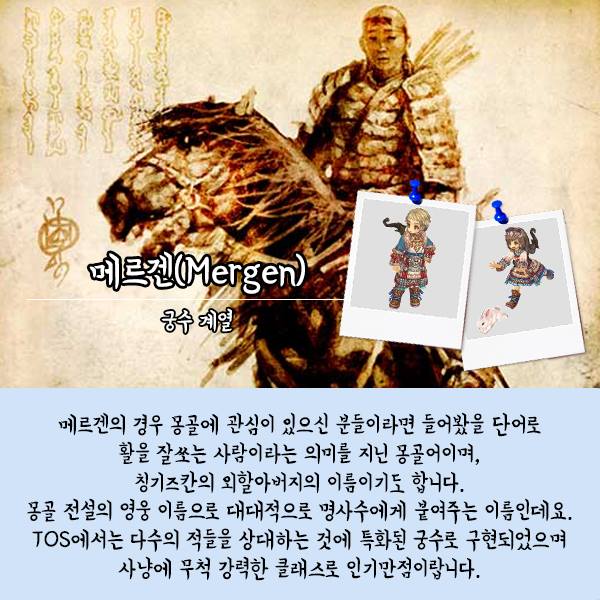 메르겐(Mergen)
궁수 계열
메르겐의 경우 몽골에 관심이 있으신 분들이라면 들어봤을 단어로
활을 잘쏘는 사람이라는 의미를 지닌 몽골어이며,
칭기즈칸의 외할아버지의 이름이기도 합니다.
몽골 전설의 영웅 이름으로 대대적으로 명사수에게 붙여주는 이름인데요.
TOS에서는 다수의 적들을 상대하는 것에 특화된 궁수로 구현되었으며
사냥에 무척 강력한 클래스로 인기만점이랍니다.